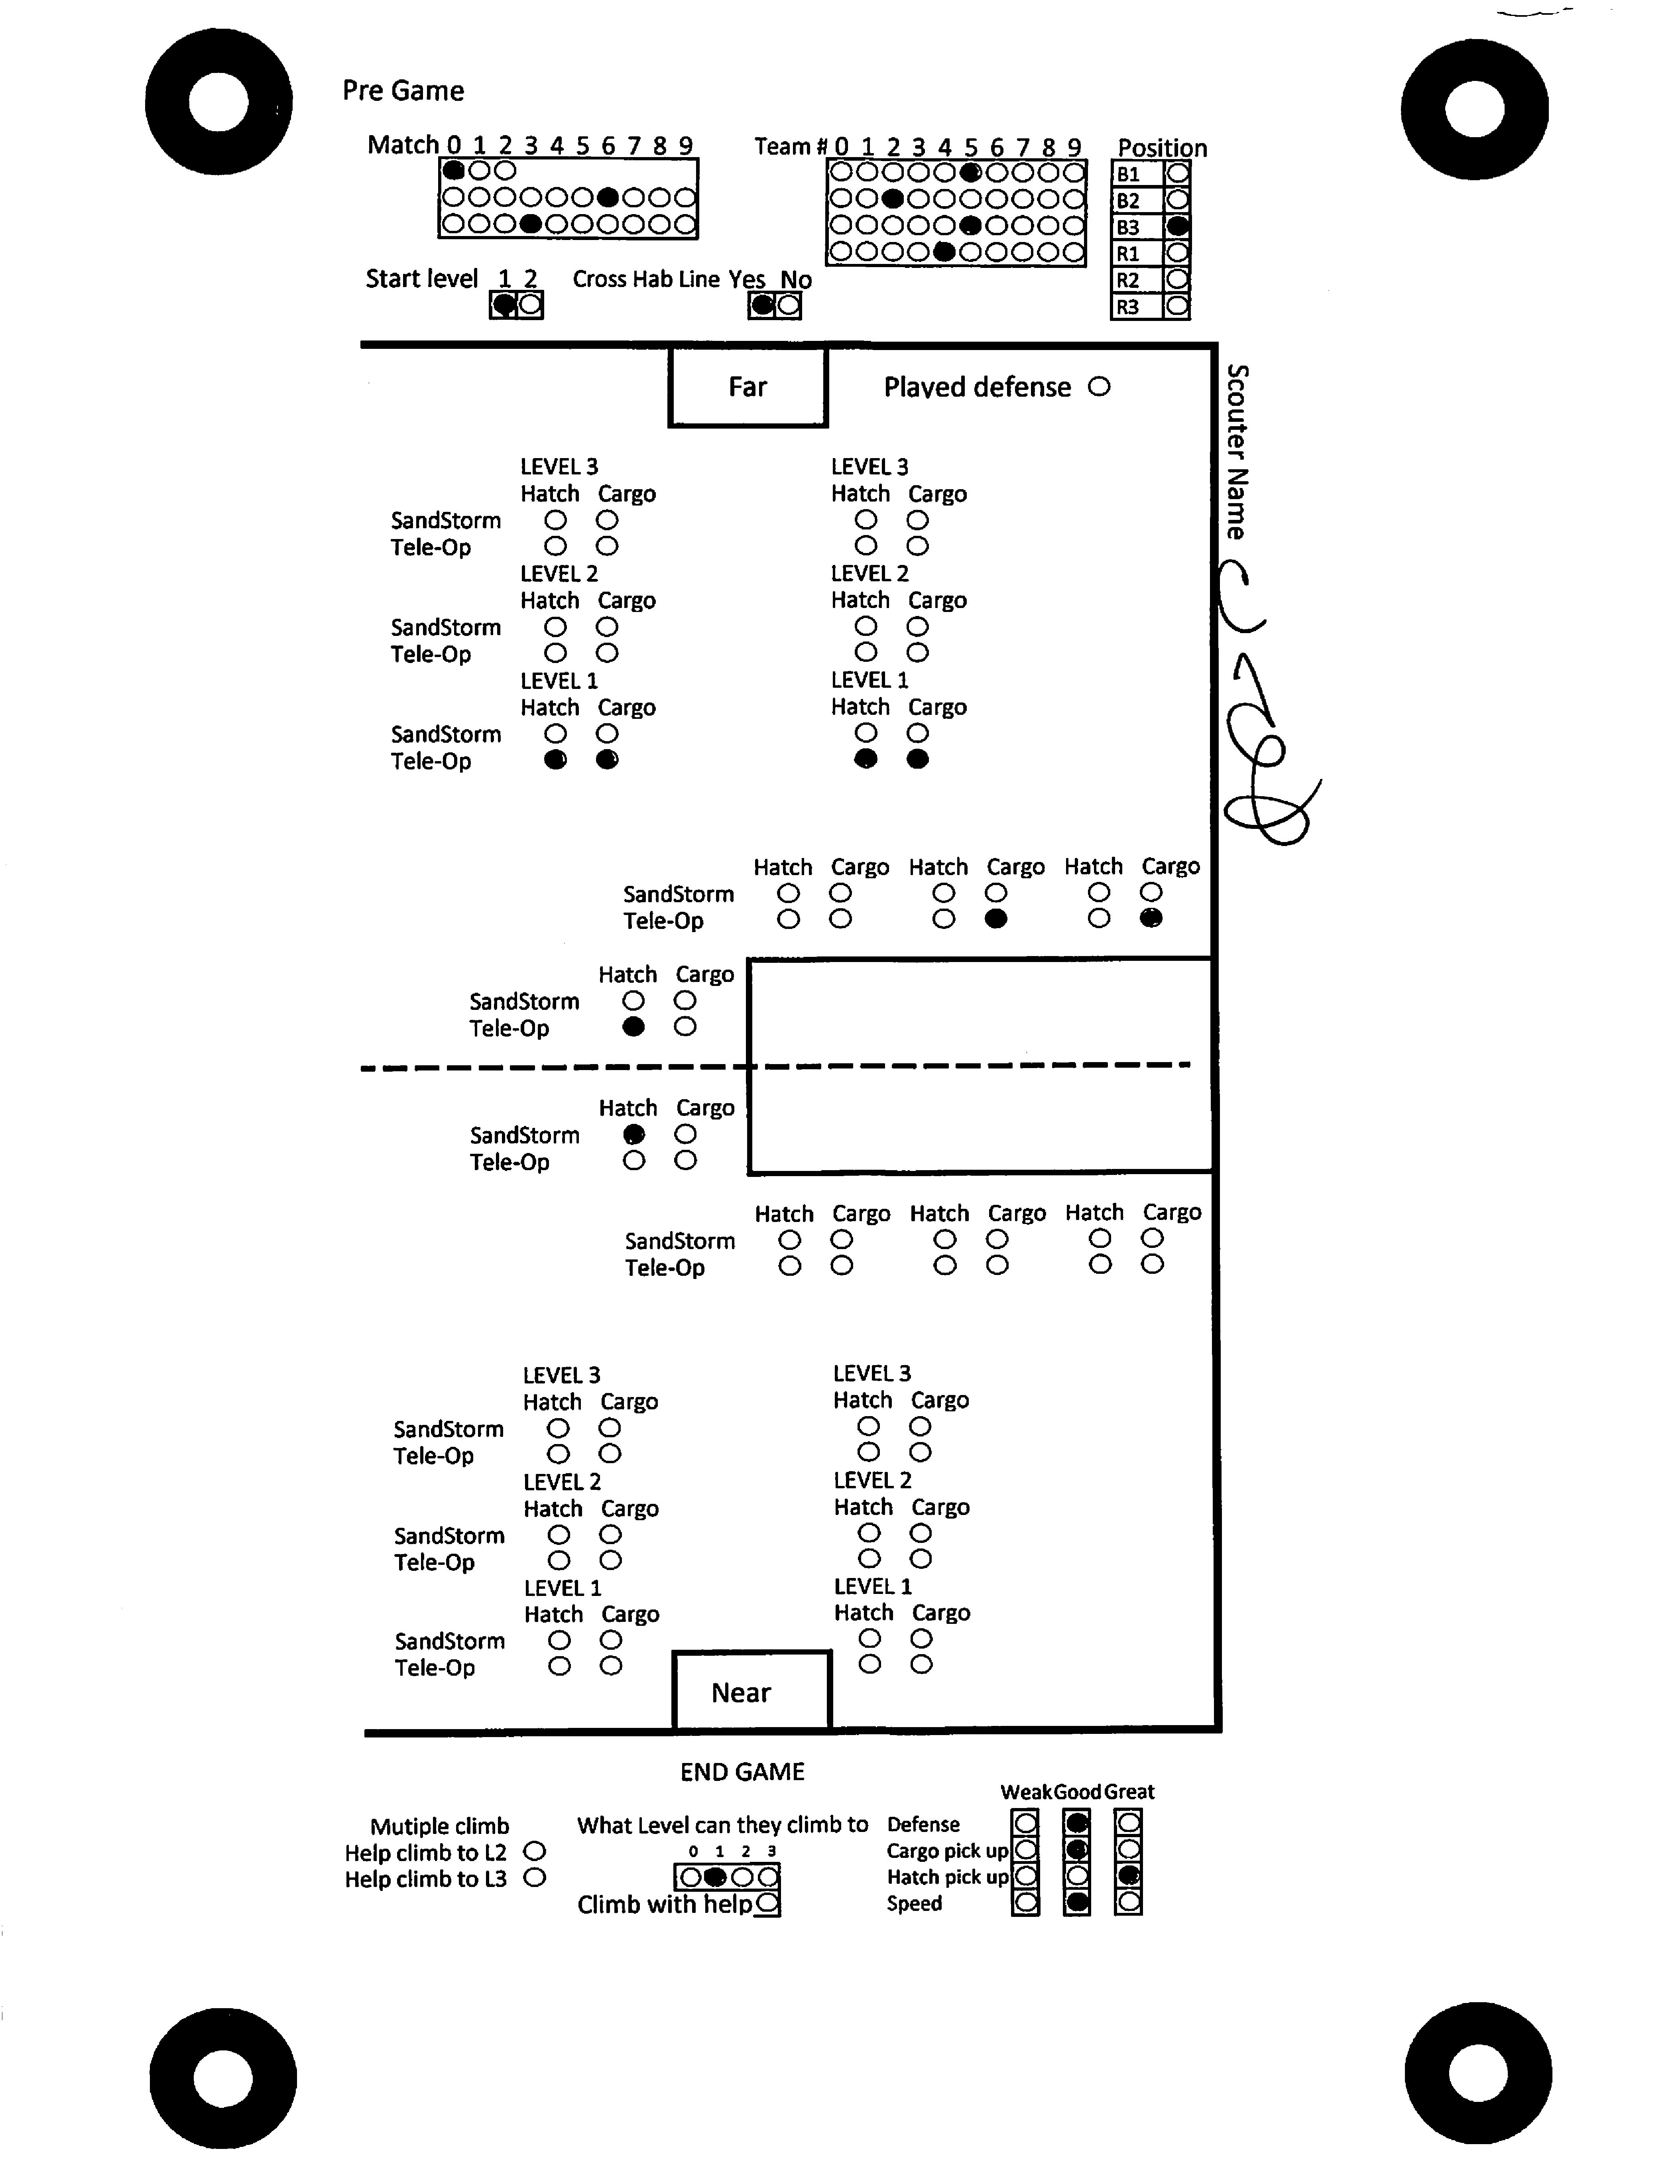 Pre Game
Match 0 1 2 3 4 5 6 7 8 9
Team # 0 1 2 3 4 5 6 7 8 9
Position
B1
B2
B3
R1
R2
R3
Start level 1 2
Cross Hab Line Yes No
Far
Played defense
Scouter Name
LEVEL 3 LEVEL 3
Hatch Cargo Hatch Cargo
SandStorm
Tele-Op
LEVEL 2 LEVEL 2
Hatch Cargo Hatch Cargo
SandStorm
Tele-Op
LEVEL 1 LEVEL 1
Hatch Cargo Hatch Cargo
SandStorm
Tele-Op
Hatch Cargo Hatch Cargo Hatch Cargo
SandStorm
Tele-Op
Hatch Cargo
SandStorm
Tele-Op
Hatch Cargo
SandStorm
Tele-Op
Hatch Cargo Hatch Cargo Hatch Cargo
SandStorm
Tele-Op
LEVEL 3 LEVEL 3
Hatch Cargo Hatch Cargo
SandStorm
Tele-Op
LEVEL 2 LEVEL 2
Hatch Cargo Hatch Cargo
SandStorm
Tele-Op
LEVEL 1 LEVEL 1
Hatch Cargo Hatch Cargo
SandStorm
Tele-Op
Near
END GAME
Mutiple climb
Help climb to L2
Help climb to L3
What Level can they climb to
0 1 2 3
Climb with help
Weak Good Great
Defense
Cargo pick up
Hatch pick up
Speed